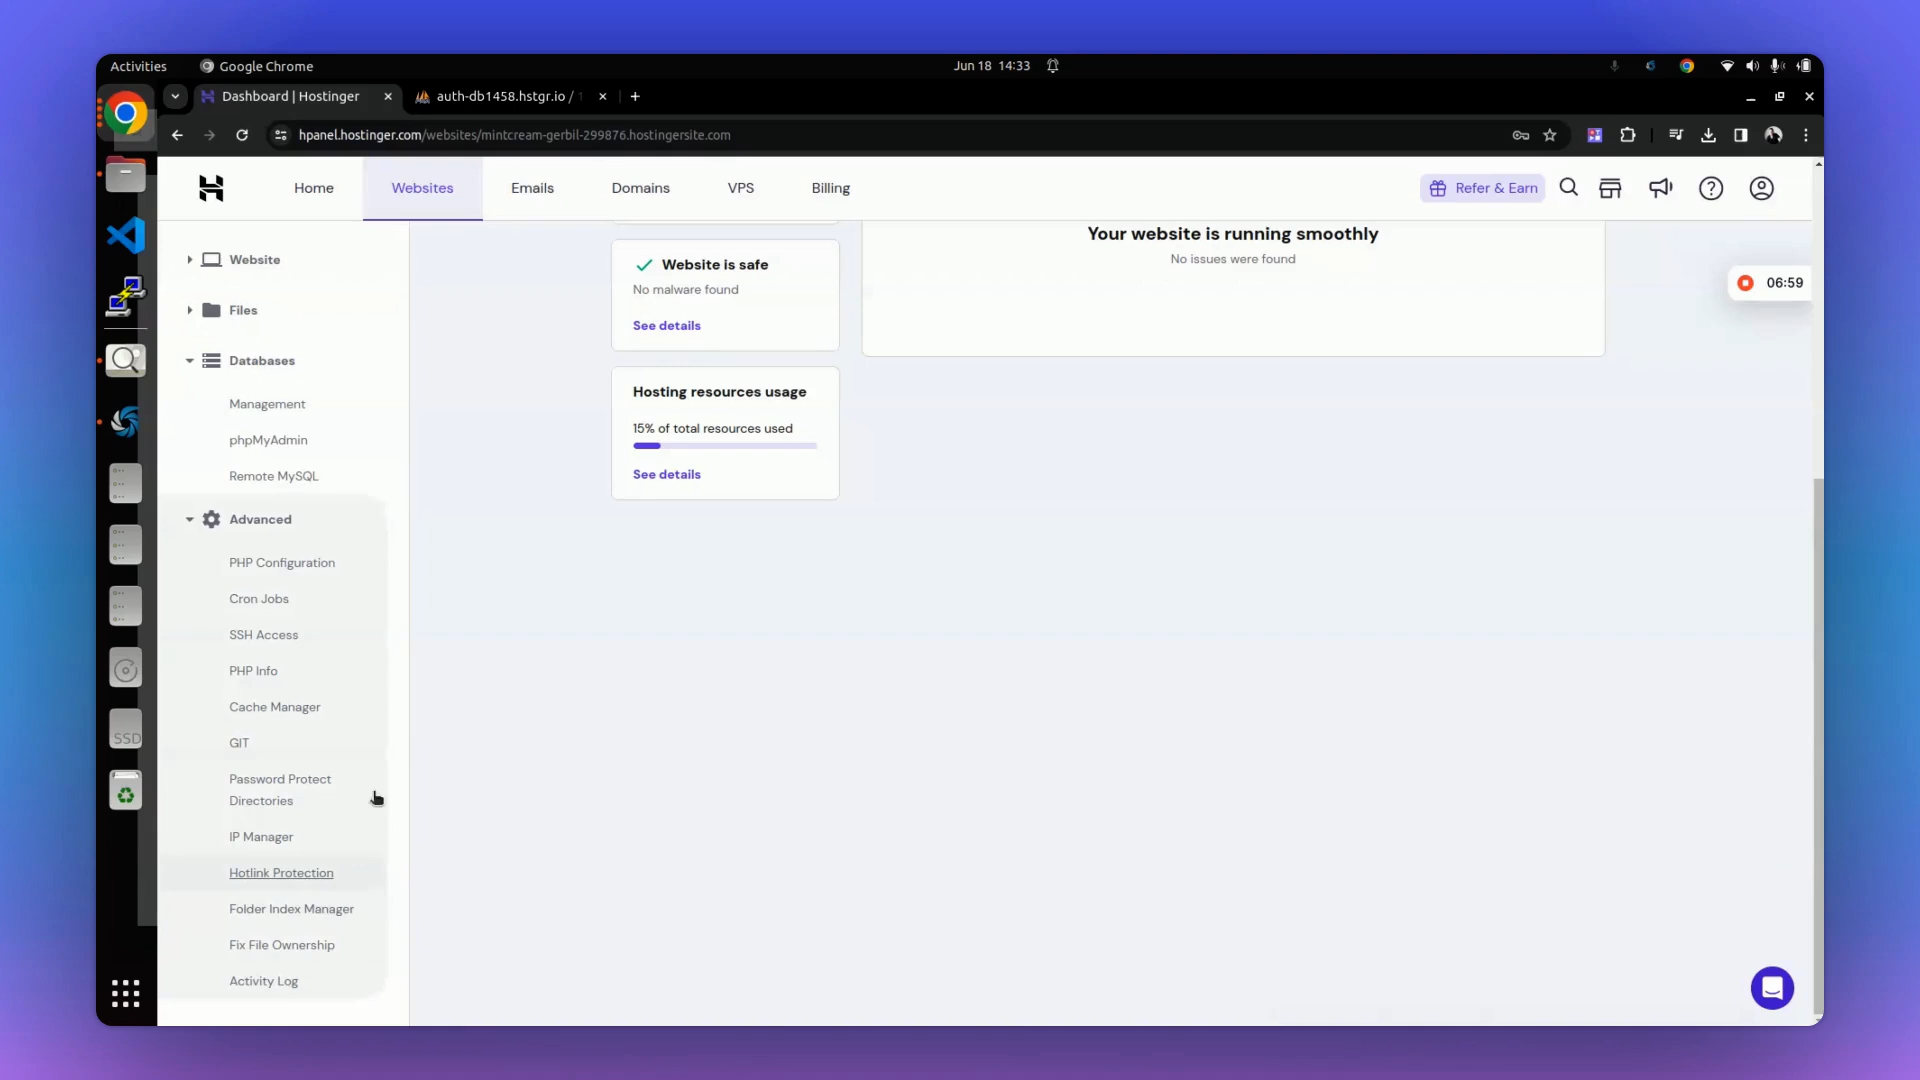 Activities
Google Chrome
Jun 18 14:33
Dashboard | Hostinger
auth-db1458.hstgr.io /
hpanel.hostinger.com/websites/mintcream-gerbil-299876.hostingersite.com
Home
Websites
Emails
Domains
VPS
Billing
Refer & Earn
Website
Files
Databases
Management
phpMyAdmin
Remote MySQL
Advanced
PHP Configuration
Cron Jobs
SSH Access
PHP Info
Cache Manager
GIT
Password Protect
Directories
IP Manager
Hotlink Protection
Folder Index Manager
Fix File Ownership
Activity Log
Website is safe
No malware found
See details
Hosting resources usage
15% of total resources used
See details
Your website is running smoothly
No issues were found
06:59
SSD